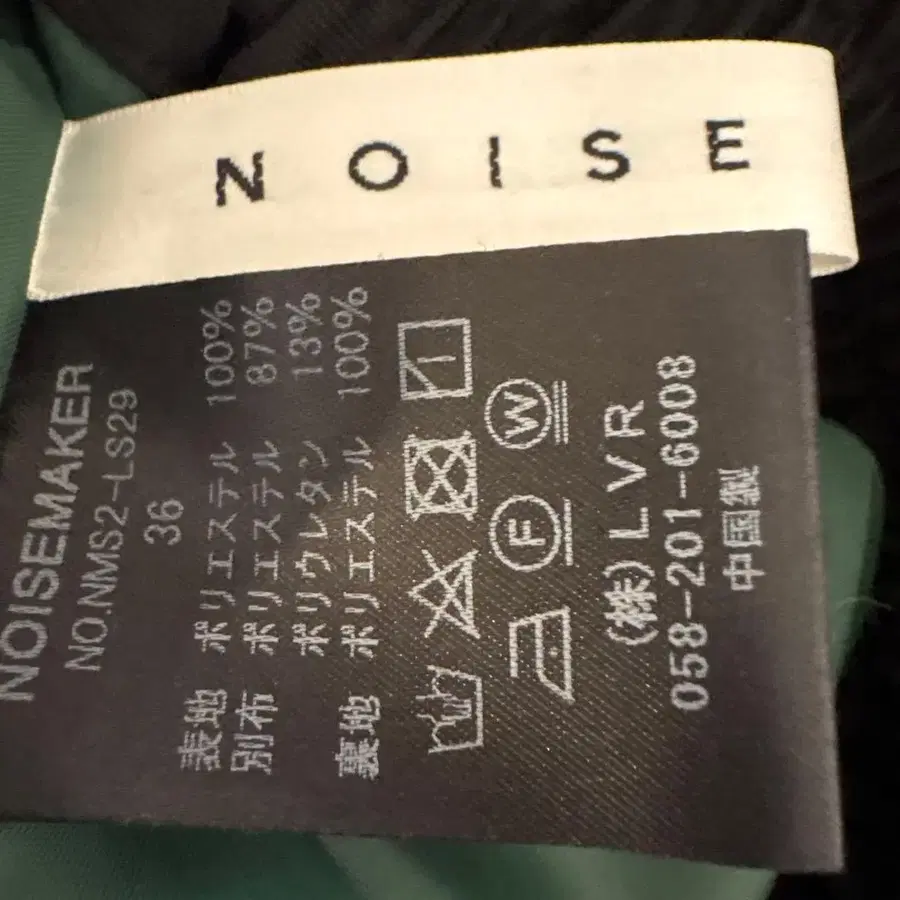 NOISE
NOISEMAKER
NO.NMS2-LS29
36
表地 ポリエステル 100%
別布 ポリエステル 87%
ポリウレタン 13%
裏地 ポリエステル 100%
F W
(株)LVR
058-201-6008
中国製